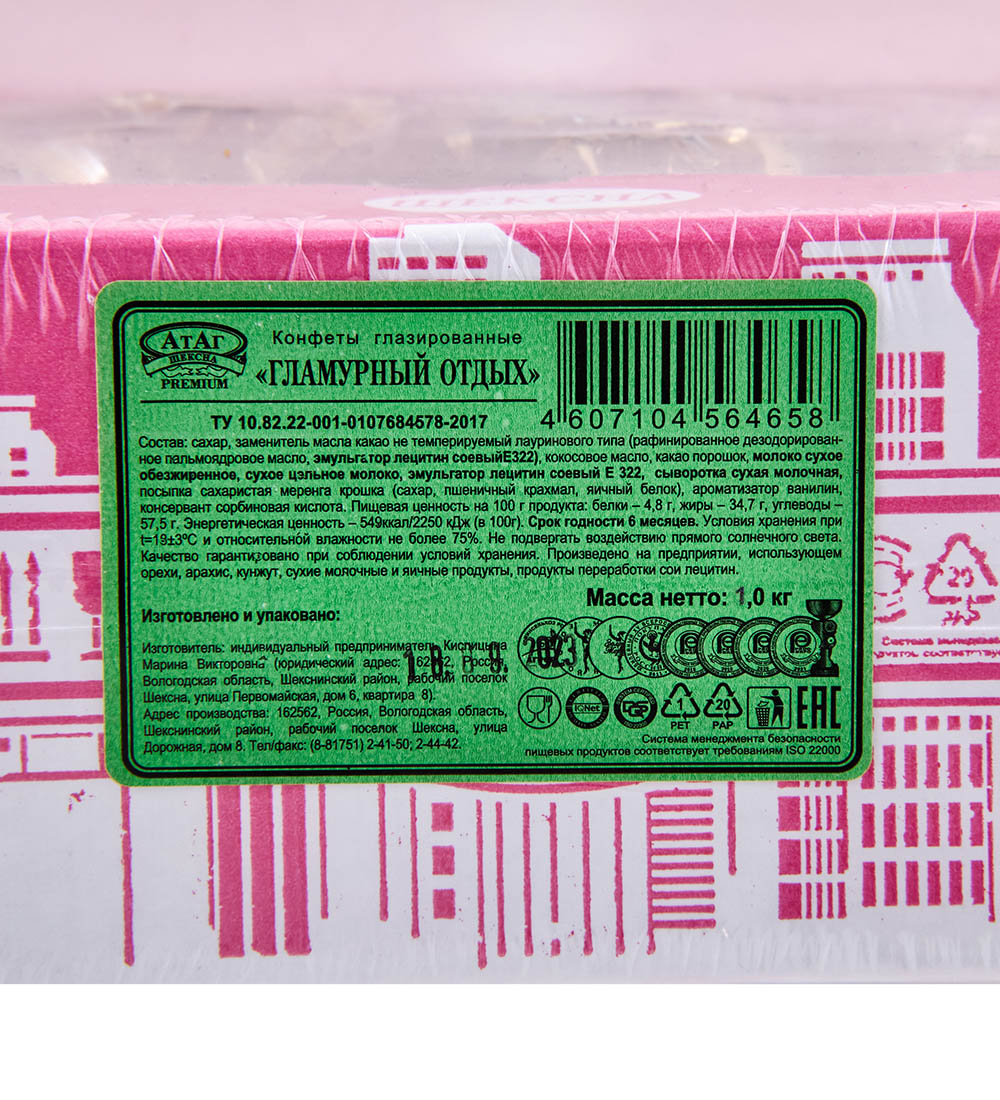 ШЕКСНА
АтАг
ШЕКСНА
PREMIUM
Конфеты глазированные
«ГЛАМУРНЫЙ ОТДЫХ»
ТУ 10.82.22-001-0107684578-2017
4 607104 564658
Состав: сахар, заменитель масла какао не темперируемый лауринового типа (рафинированное дезодорирован-
ное пальмоядровое масло, эмульгатор лецитин соевыйЕ322), кокосовое масло, какао порошок, молоко сухое
обезжиренное, сухое цэльное молоко, эмульгатор лецитин соевый Е 322, сыворотка сухая молочная,
посыпка сахаристая меренга крошка (сахар, пшеничный крахмал, яичный белок), ароматизатор ванилин,
консервант сорбиновая кислота. Пищевая ценность на 100 г продукта: белки – 4,8 г, жиры – 34,7 г, углеводы –
57,5 г. Энергетическая ценность – 549ккал/2250 кДж (в 100г). Срок годности 6 месяцев. Условия хранения при
t=19±3°С и относительной влажности не более 75%. Не подвергать воздействию прямого солнечного света.
Качество гарантировано при соблюдении условий хранения. Произведено на предприятии, использующем
орехи, арахис, кунжут, сухие молочные и яичные продукты, продукты переработки сои лецитин.
Масса нетто: 1,0 кг
Изготовлено и упаковано:
Изготовитель: индивидуальный предприниматель Кислицына
Марина Викторовна (юридический адрес: 162562, Россия,
Вологодская область, Шекснинский район, рабочий поселок
Шексна, улица Первомайская, дом 6, квартира 8).
Адрес производства: 162562, Россия, Вологодская область,
Шекснинский район, рабочий поселок Шексна, улица
Дорожная, дом 8. Тел/факс: (8-81751) 2-41-50; 2-44-42.
2023
IQNet
1
PET
20
PAP
EAC
Система менеджмента безопасности
пищевых продуктов соответствует требованиям ISO 22000
20
Система